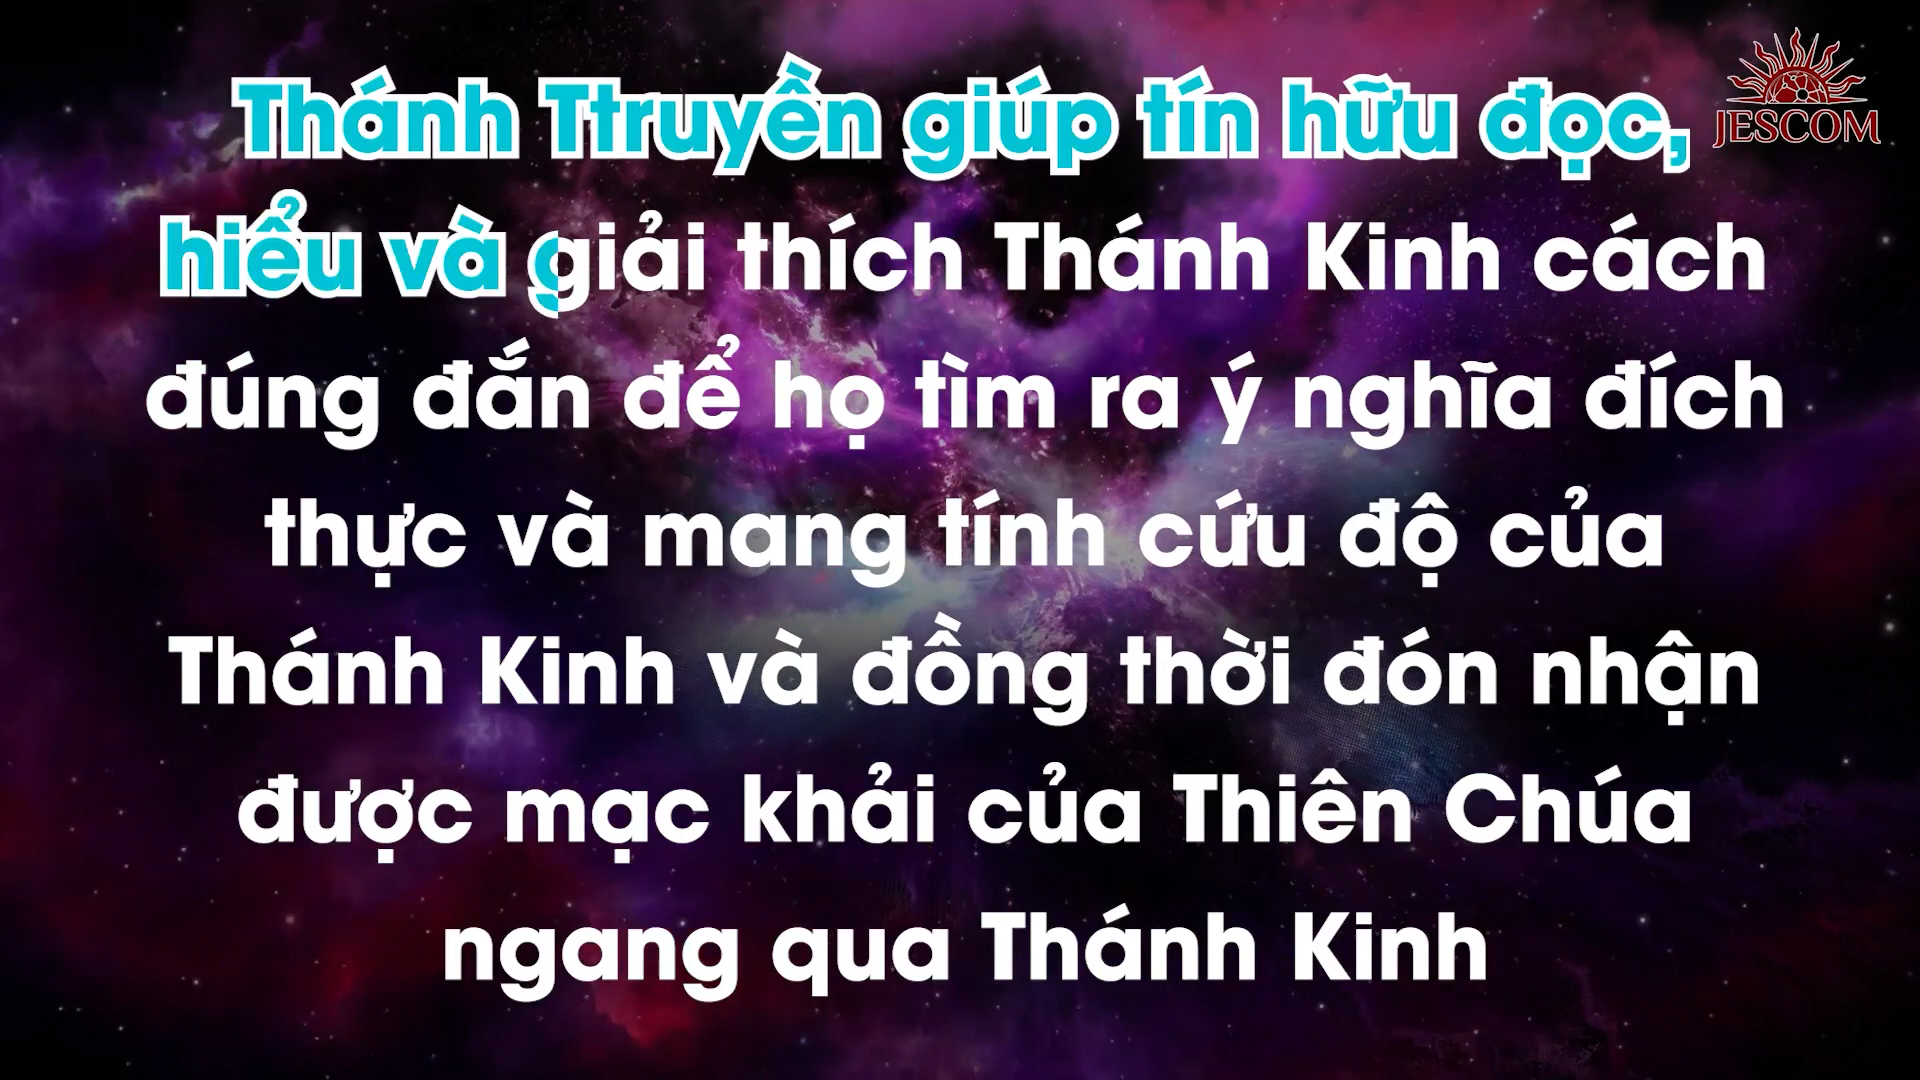 Thánh Ttruyền giúp tín hữu đọc,
hiểu và giải thích Thánh Kinh cách
đúng đắn để họ tìm ra ý nghĩa đích
thực và mang tính cứu độ của
Thánh Kinh và đồng thời đón nhận
được mạc khải của Thiên Chúa
ngang qua Thánh Kinh
JESCOM